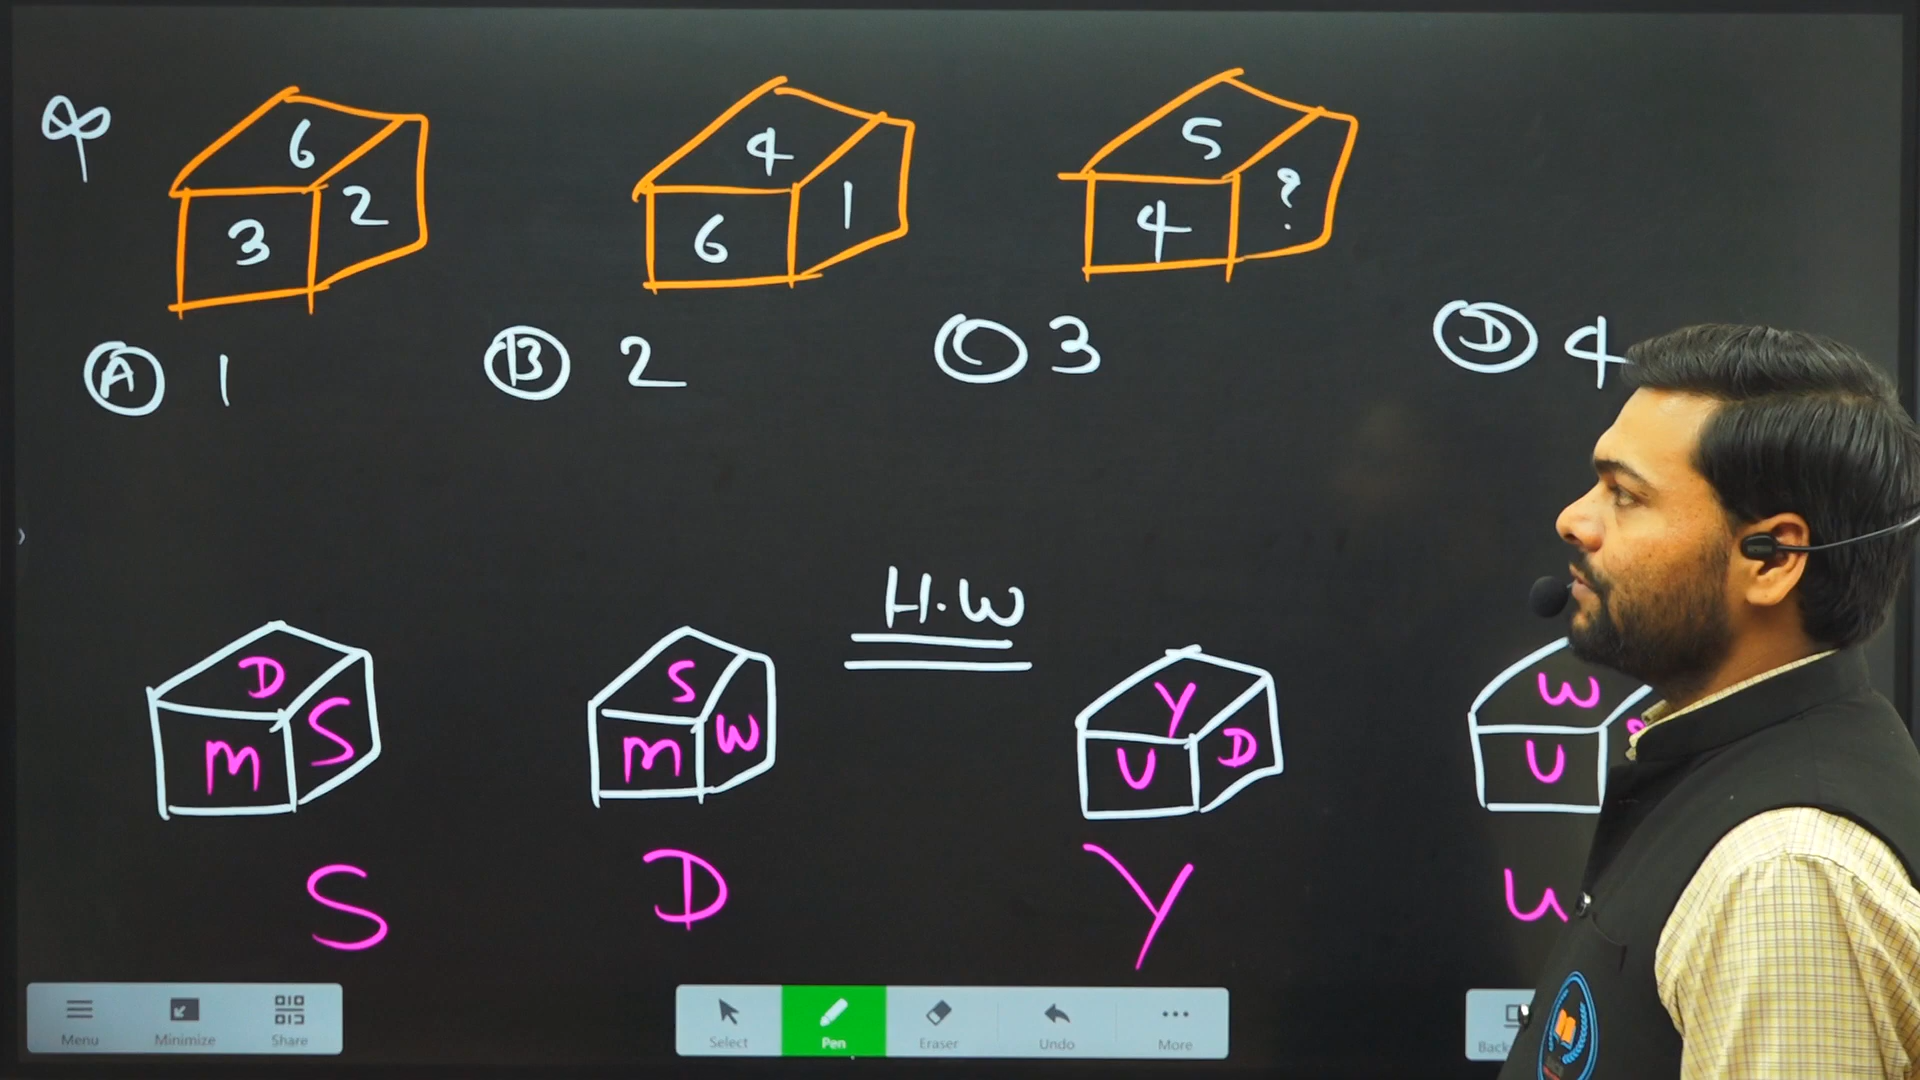 Q 6 4 5
3 2 6 1 4 ?
A 1 B 2 C 3 D 4
H.W
D S Y W
M S M W U D U
S D Y U
Menu Minimize Share Select Pen Eraser Undo More